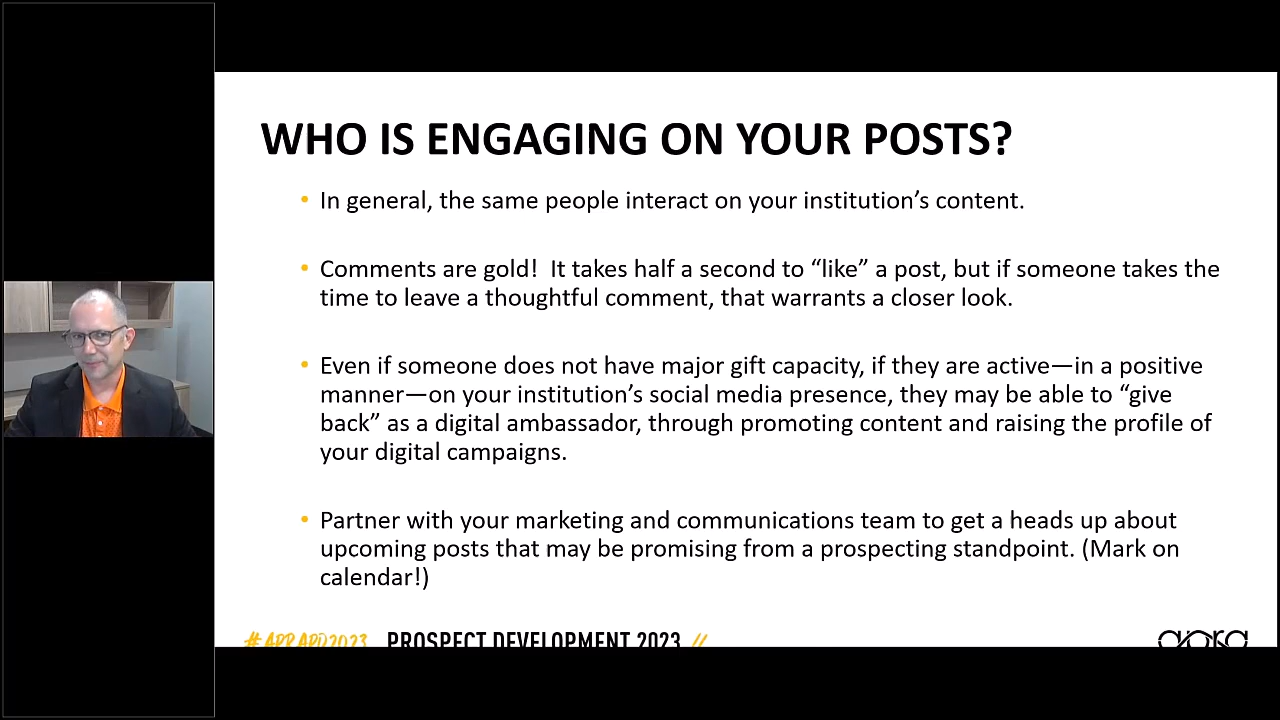 WHO IS ENGAGING ON YOUR POSTS?
• In general, the same people interact on your institution’s content.
• Comments are gold!  It takes half a second to “like” a post, but if someone takes the
time to leave a thoughtful comment, that warrants a closer look.
• Even if someone does not have major gift capacity, if they are active—in a positive
manner—on your institution’s social media presence, they may be able to “give
back” as a digital ambassador, through promoting content and raising the profile of
your digital campaigns.
• Partner with your marketing and communications team to get a heads up about
upcoming posts that may be promising from a prospecting standpoint. (Mark on
calendar!)
#APRAPD2023 PROSPECT DEVELOPMENT 2023 //
apra